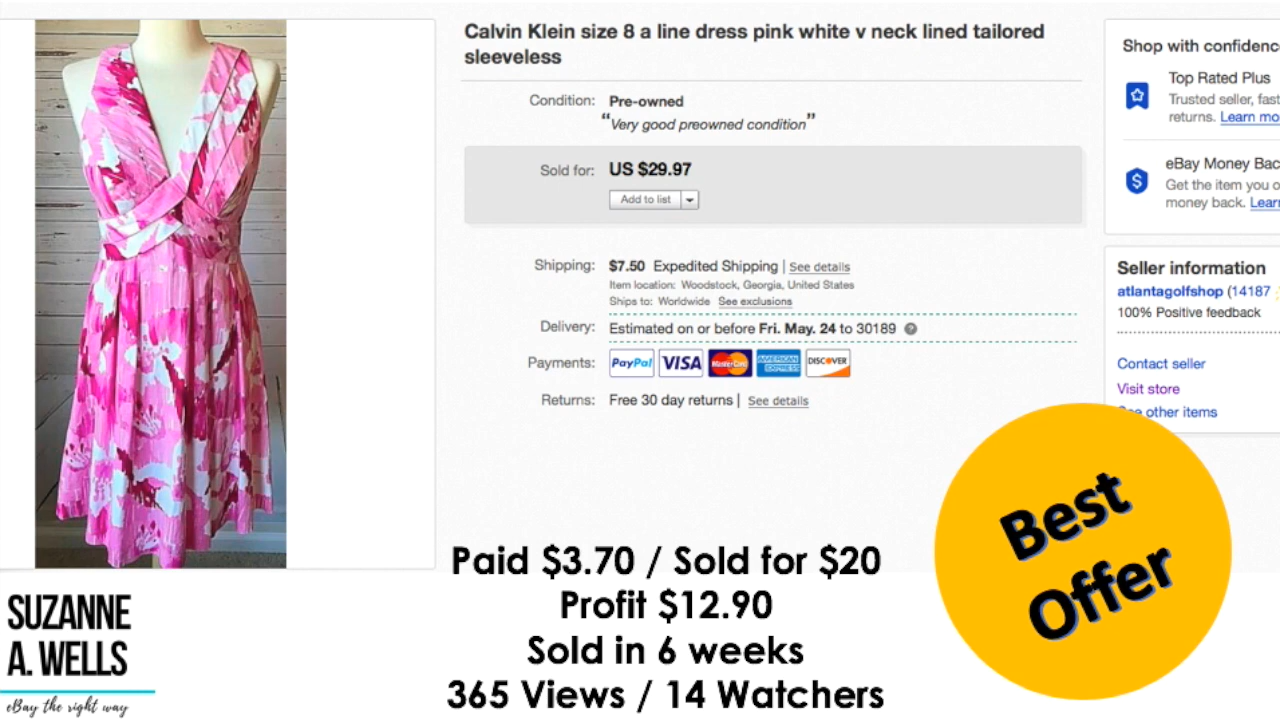 Calvin Klein size 8 a line dress pink white v neck lined tailored
sleeveless
Condition: Pre-owned
“Very good preowned condition”
Sold for: US $29.97
Add to list
Shipping: $7.50 Expedited Shipping | See details
Item location: Woodstock, Georgia, United States
Ships to: Worldwide See exclusions
Delivery: Estimated on or before Fri. May. 24 to 30189 ?
Payments: PayPal VISA MasterCard AMERICAN EXPRESS DISCOVER
Returns: Free 30 day returns | See details
Shop with confidenc
Top Rated Plus
Trusted seller, fast
returns. Learn mo
eBay Money Bac
Get the item you o
money back. Lear
Seller information
atlantagolfshop (14187
100% Positive feedback
Contact seller
Visit store
See other items
Best
Offer
Paid $3.70 / Sold for $20
Profit $12.90
Sold in 6 weeks
365 Views / 14 Watchers
SUZANNE
A. WELLS
eBay the right way